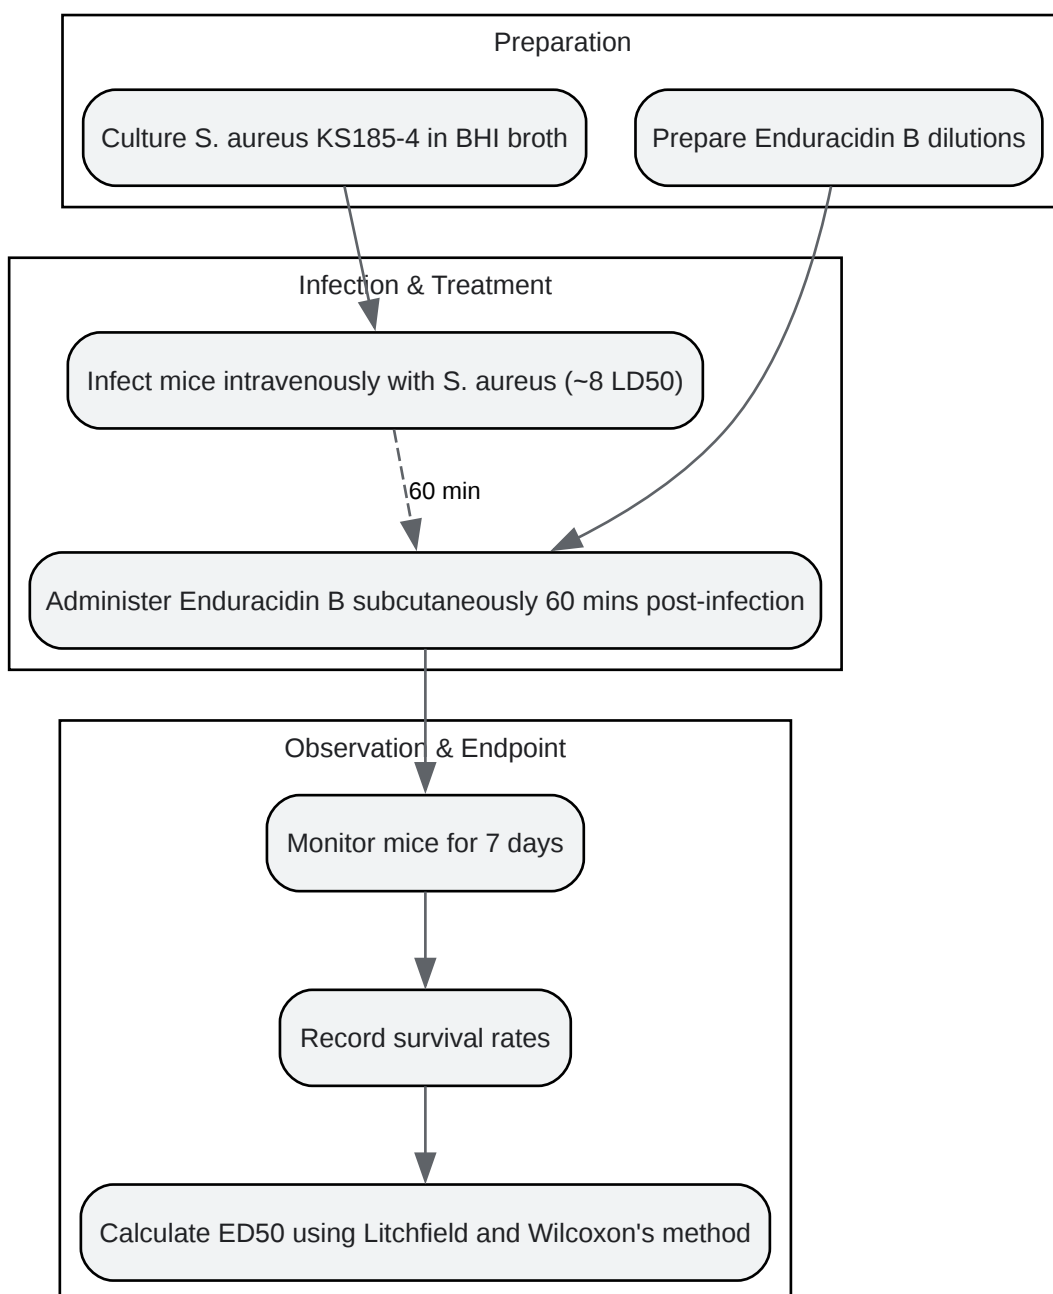 Preparation
Culture S. aureus KS185-4 in BHI broth
Prepare Enduracidin B dilutions
Infection & Treatment
Infect mice intravenously with S. aureus (~8 LD50)
60 min
Administer Enduracidin B subcutaneously 60 mins post-infection
Observation & Endpoint
Monitor mice for 7 days
Record survival rates
Calculate ED50 using Litchfield and Wilcoxon's method